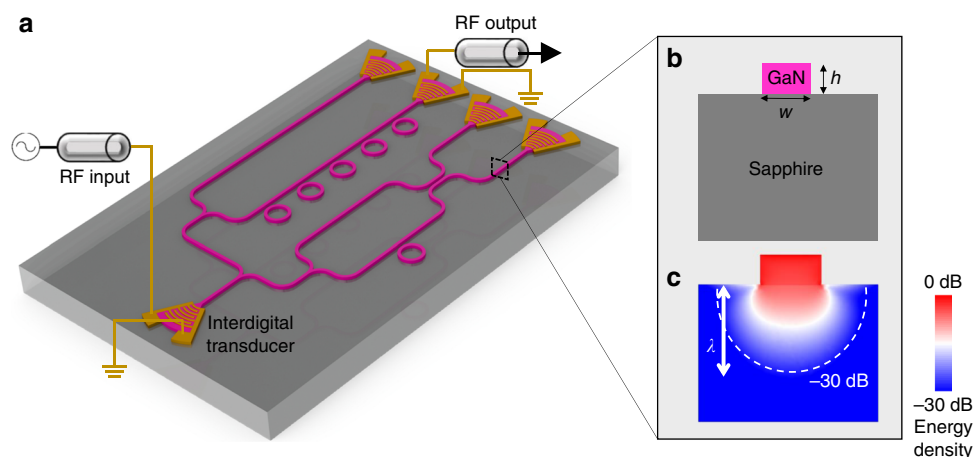 a
RF output
RF input
Interdigital
transducer
b
GaN
h
w
Sapphire
c
λ
–30 dB
0 dB
–30 dB
Energy
density